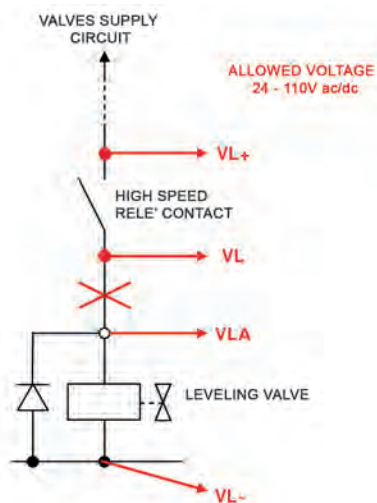 VALVES SUPPLY
CIRCUIT
ALLOWED VOLTAGE
24 - 110V ac/dc
VL+
HIGH SPEED
RELE' CONTACT
VL
VLA
LEVELING VALVE
VL-